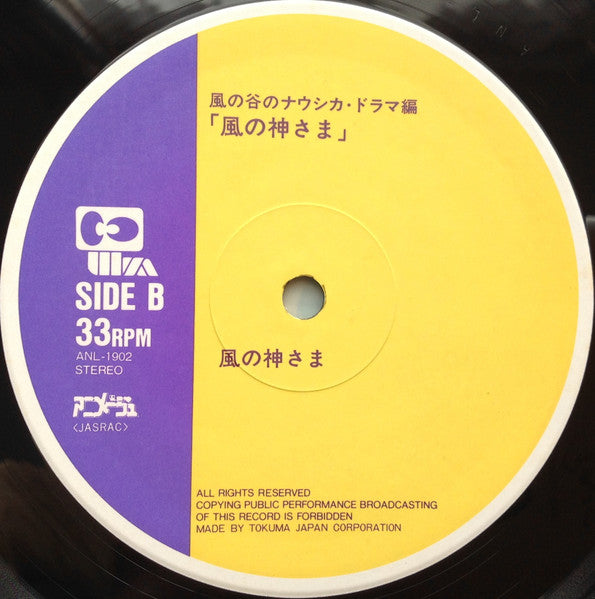 風の谷のナウシカ・ドラマ編
「風の神さま」
SIDE B
33RPM
ANL-1902
STEREO
アニメージュ
<JASRAC>
風の神さま
ALL RIGHTS RESERVED
COPYING PUBLIC PERFORMANCE BROADCASTING
OF THIS RECORD IS FORBIDDEN
MADE BY TOKUMA JAPAN CORPORATION